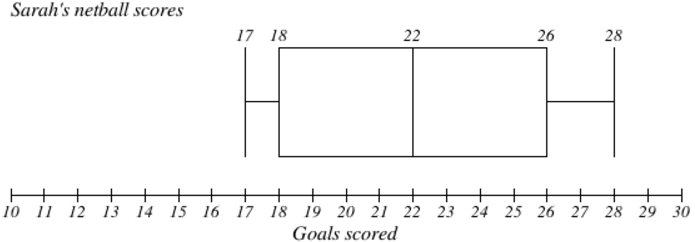 Sarah's netball scores
17 18 22 26 28
10 11 12 13 14 15 16 17 18 19 20 21 22 23 24 25 26 27 28 29 30
Goals scored